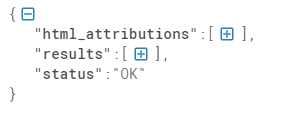 {
"html_attributions":[ ],
"results":[ ],
"status":"OK"
}